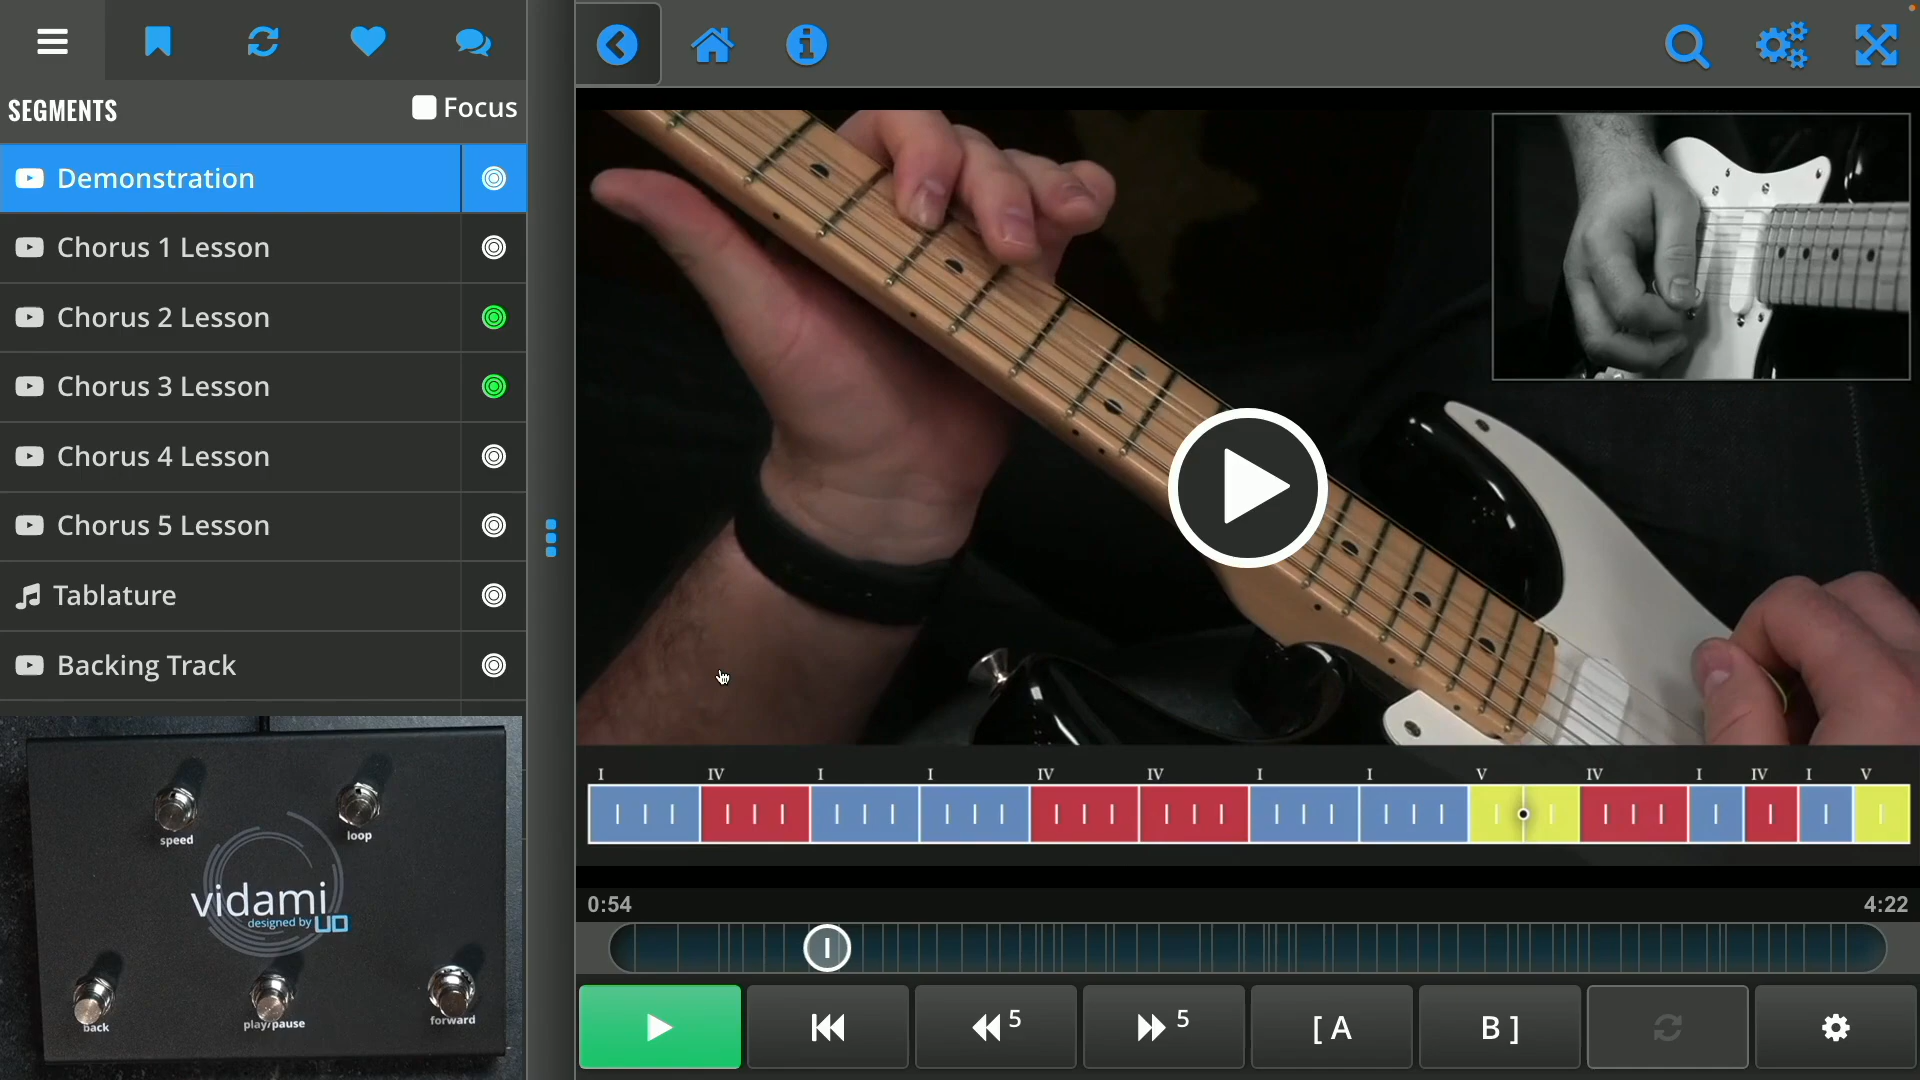 SEGMENTS
Focus
Demonstration
Chorus 1 Lesson
Chorus 2 Lesson
Chorus 3 Lesson
Chorus 4 Lesson
Chorus 5 Lesson
Tablature
Backing Track
speed
loop
vidami
designed by UD
back
play/pause
forward
I IV I I IV IV I I V IV I IV I V
0:54
4:22
5
5
[ A
B ]